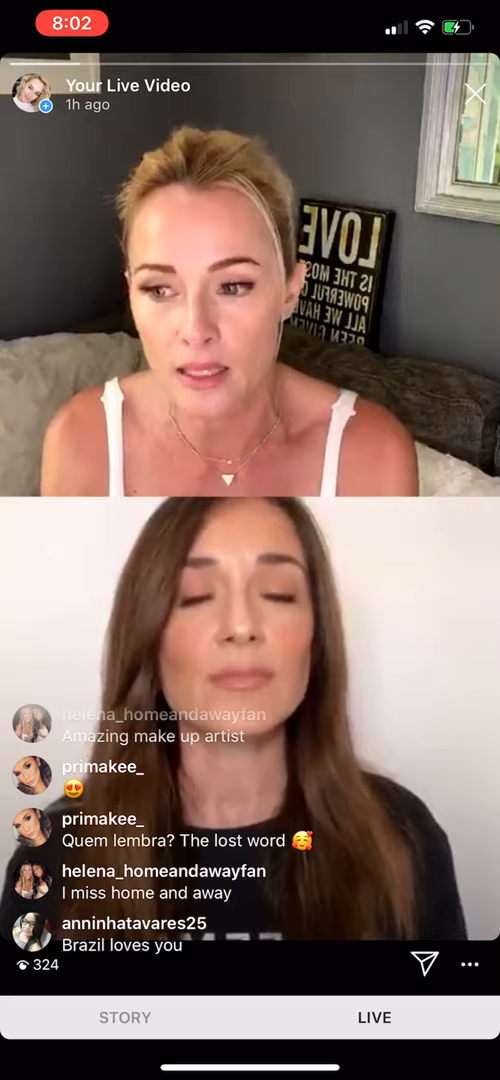 8:02
Your Live Video
1h ago
LOVE
IS THE MOST
POWERFUL
ALL WE HAVE
BEEN GIVEN
helena_homeandawayfan
Amazing make up artist
primakee_
😍
primakee_
Quem lembra? The lost word 🥰
helena_homeandawayfan
I miss home and away
anninhatavares25
Brazil loves you
324
STORY
LIVE